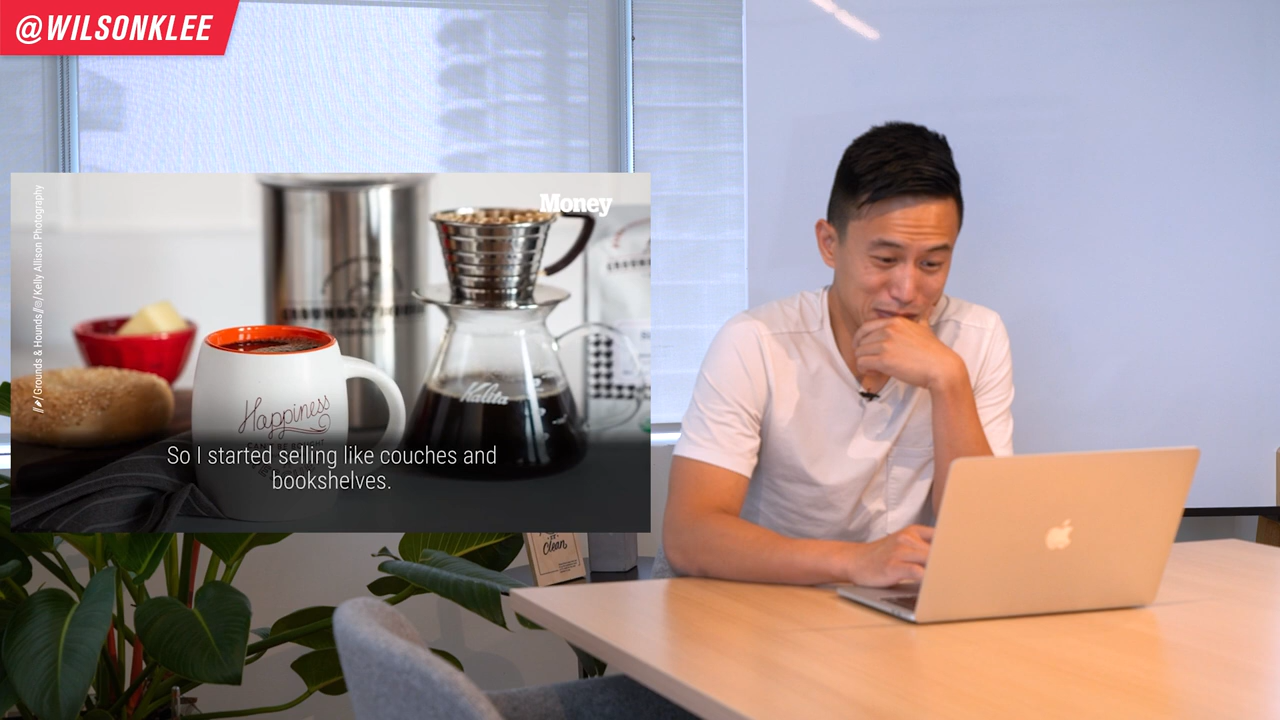 @WILSONKLEE
Money
//Grounds & Hounds//@/Kelly Allison Photography
Kalita
Happiness
So I started selling like couches and
bookshelves.
Clean